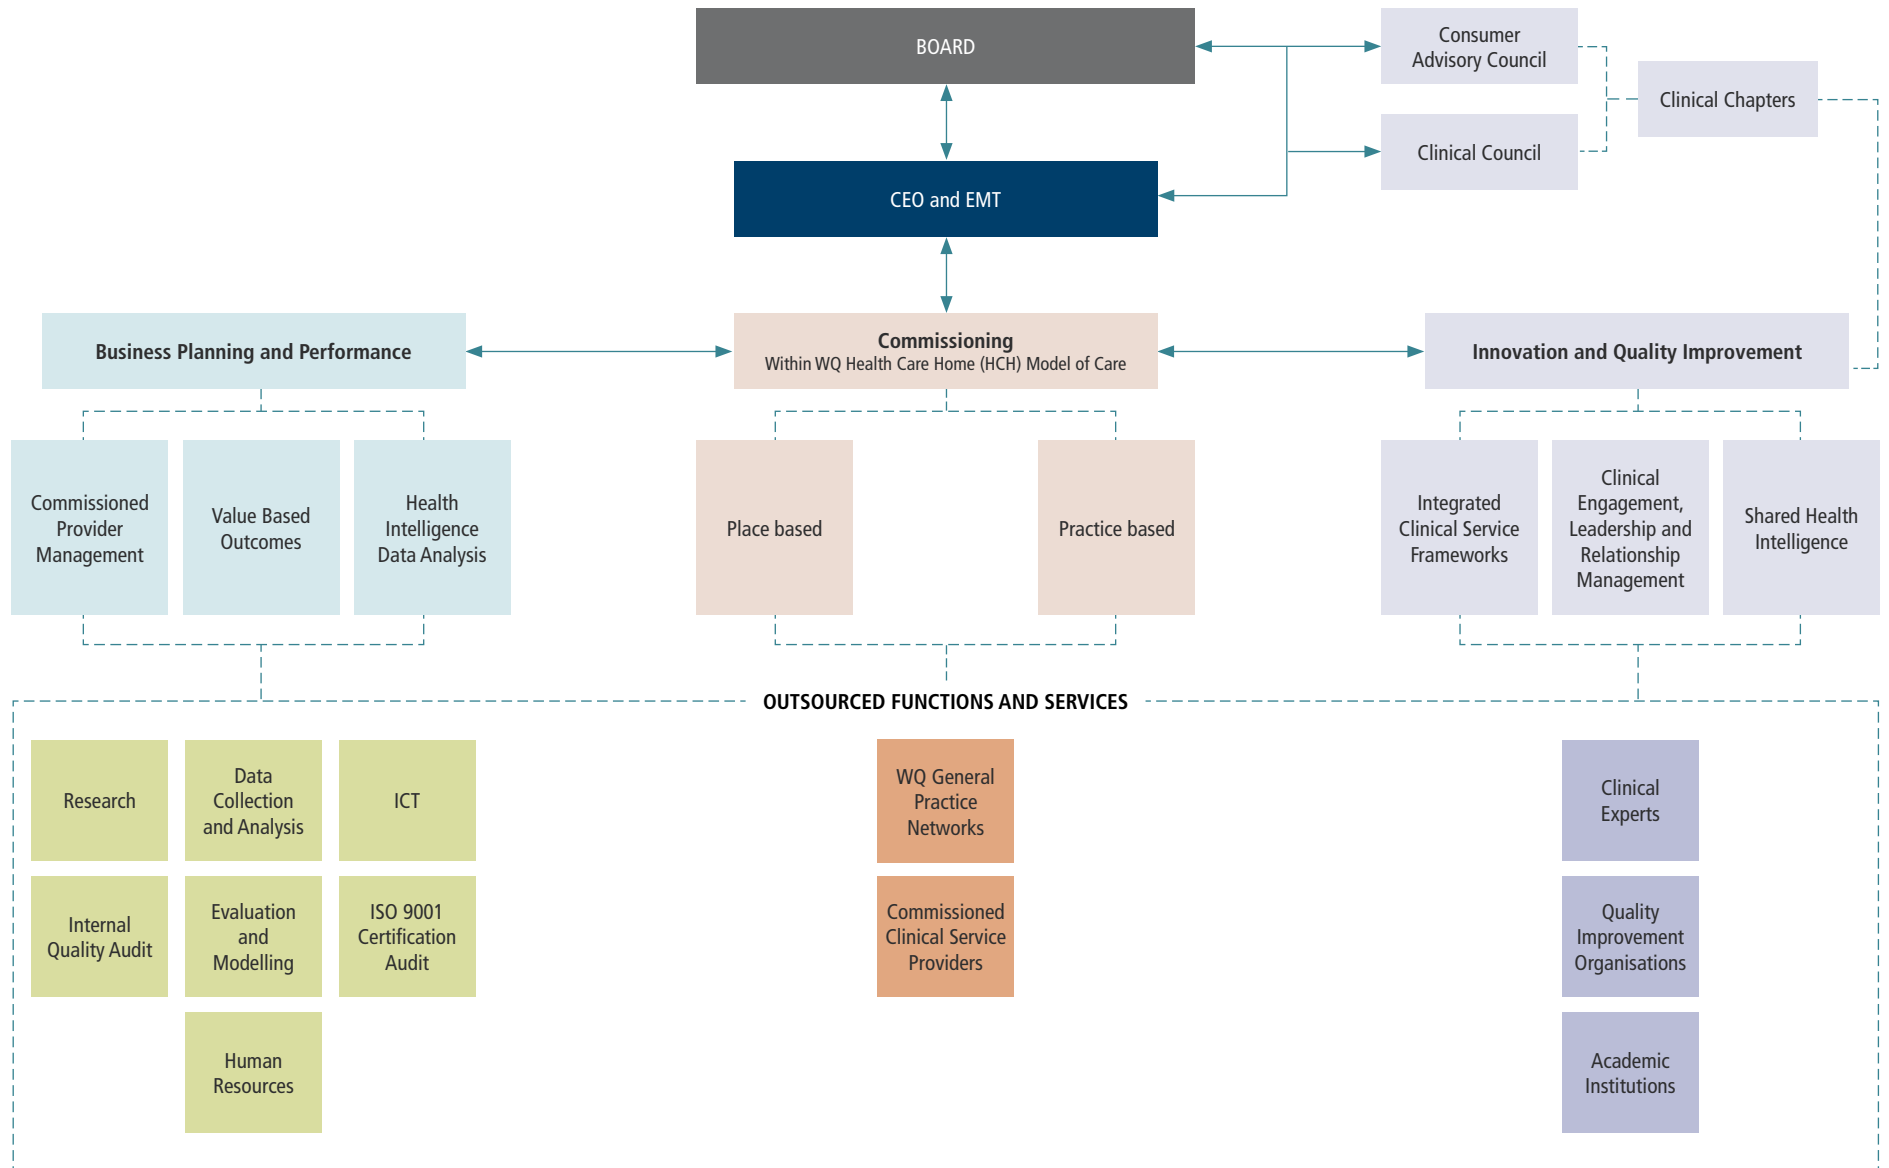 BOARD
Consumer
Advisory Council
Clinical Chapters
Clinical Council
CEO and EMT
Business Planning and Performance
Commissioning
Within WQ Health Care Home (HCH) Model of Care
Innovation and Quality Improvement
Commissioned
Provider
Management
Value Based
Outcomes
Health
Intelligence
Data Analysis
Place based
Practice based
Integrated
Clinical Service
Frameworks
Clinical
Engagement,
Leadership and
Relationship
Management
Shared Health
Intelligence
OUTSOURCED FUNCTIONS AND SERVICES
Research
Data
Collection
and Analysis
ICT
WQ General
Practice
Networks
Clinical
Experts
Internal
Quality Audit
Evaluation
and
Modelling
ISO 9001
Certification
Audit
Commissioned
Clinical Service
Providers
Quality
Improvement
Organisations
Human
Resources
Academic
Institutions